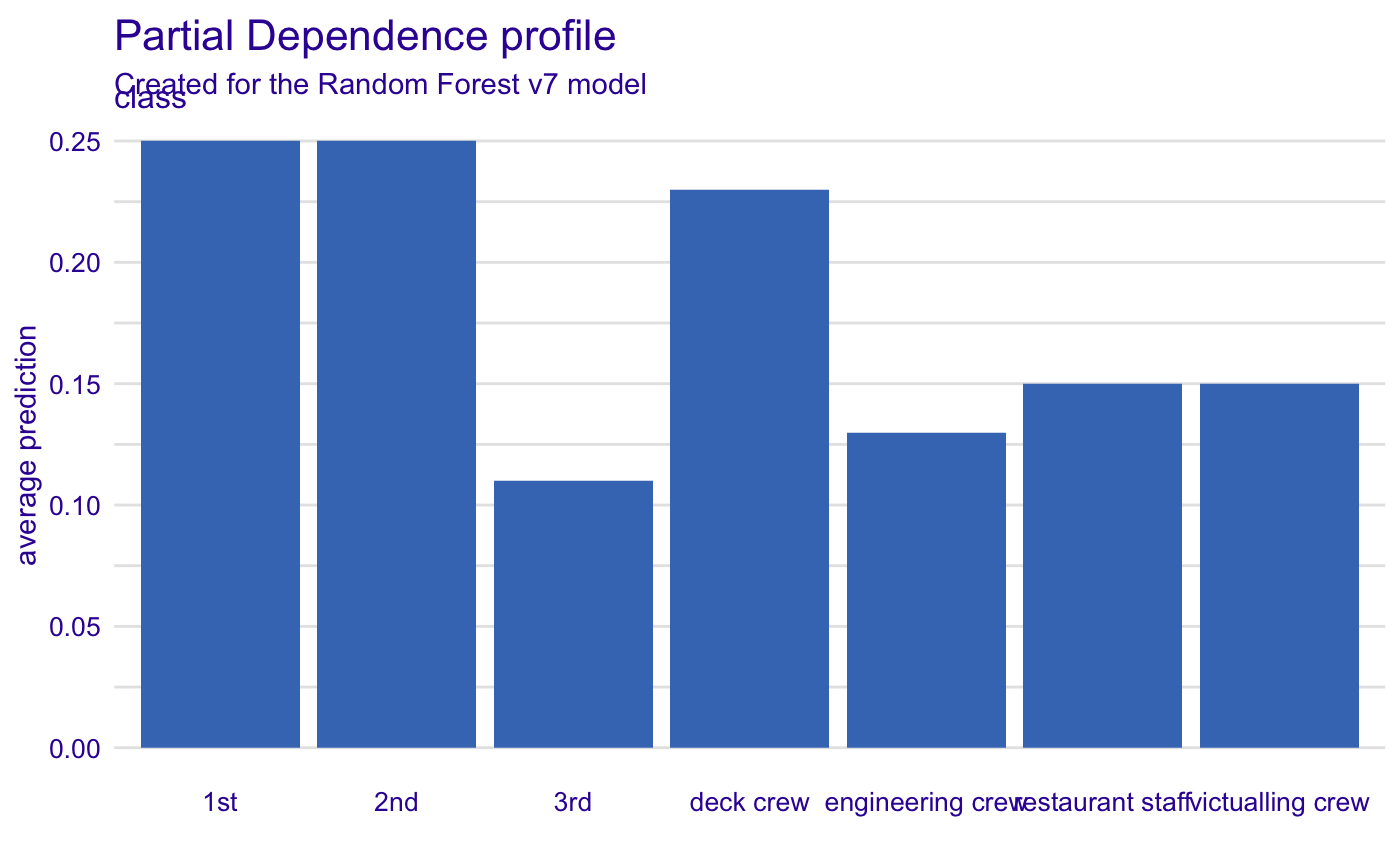 Partial Dependence profile
Created for the Random Forest v7 model
class
0.25
0.20
0.15
0.10
0.05
0.00
average prediction
1st
2nd
3rd
deck crew
engineering crew
restaurant staff
victualling crew